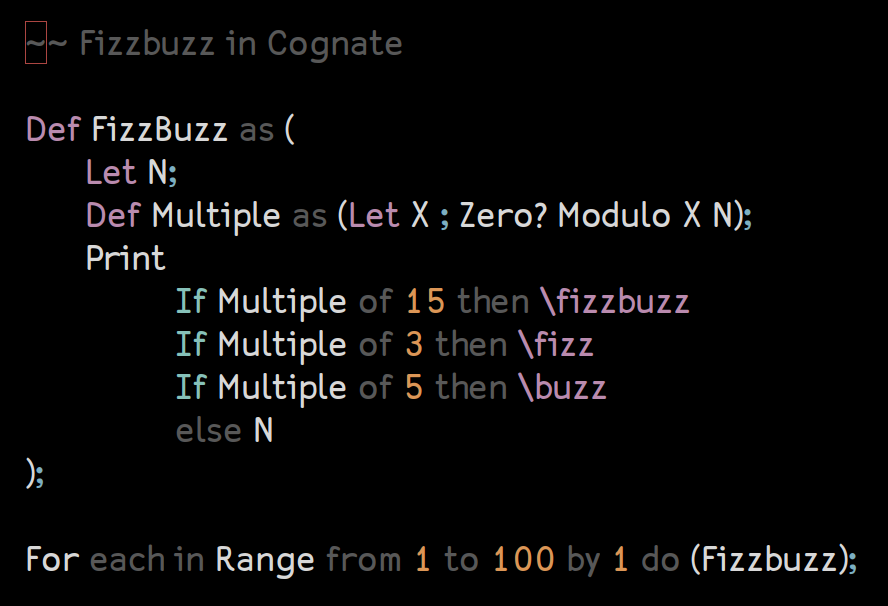 ~~ Fizzbuzz in Cognate
Def FizzBuzz as (
Let N;
Def Multiple as (Let X ; Zero? Modulo X N);
Print
If Multiple of 15 then \fizzbuzz
If Multiple of 3 then \fizz
If Multiple of 5 then \buzz
else N
);
For each in Range from 1 to 100 by 1 do (Fizzbuzz);